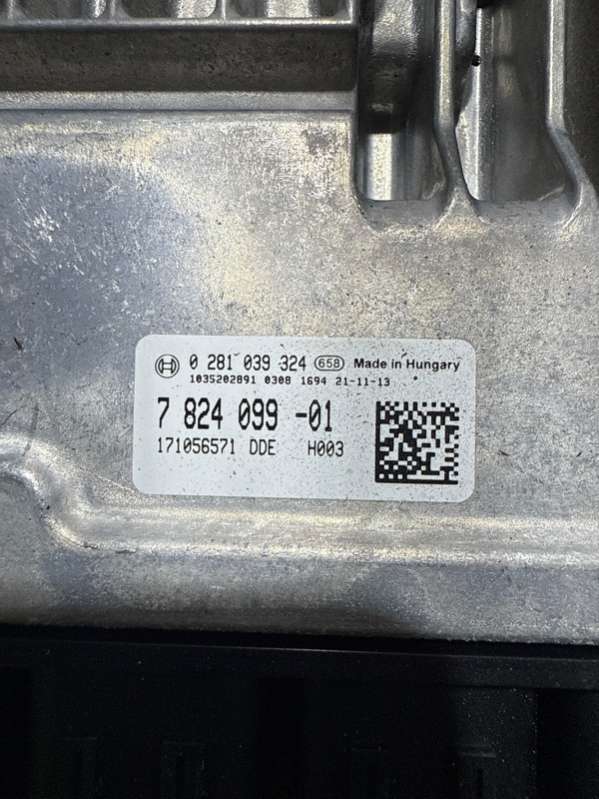 0 281 039 324 658 Made in Hungary
1035202891 0308 1694 21-11-13
7 824 099 -01
171056571 DDE H003